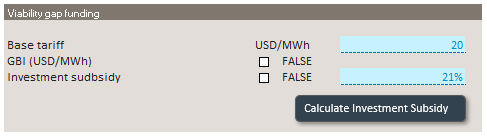 Viability gap funding
Base tariff USD/MWh 20
GBI (USD/MWh) FALSE
Investment sudbsidy FALSE 21%
Calculate Investment Subsidy